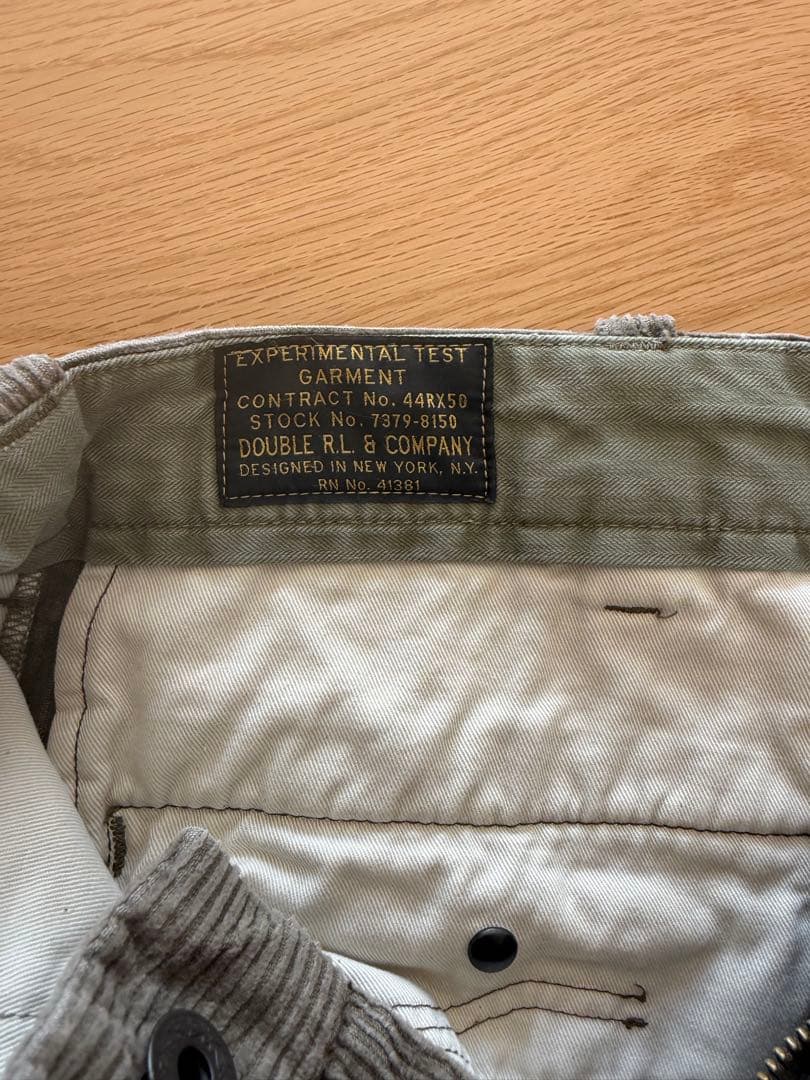 EXPERIMENTAL TEST
GARMENT
CONTRACT No. 44RX50
STOCK No. 7379-8150
DOUBLE R.L. & COMPANY
DESIGNED IN NEW YORK, N.Y.
RN No. 41381